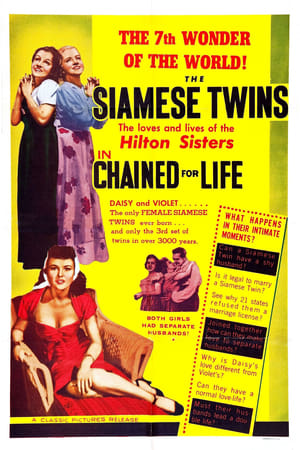 THE 7th WONDER
OF THE WORLD!
THE
SIAMESE TWINS
The loves and lives of the
Hilton Sisters
IN
CHAINED FOR LIFE
DAISY and VIOLET......
The only FEMALE SIAMESE
TWINS ever born . . .
and only the 3rd set of
twins in over 3000 years.
WHAT HAPPENS
IN THEIR INTIMATE
MOMENTS?
Can a Siamese
Twin have a shy
husband?
Is it legal to marry
a Siamese Twin?
See why 21 states
refused them a
marriage license?
Joined together
How can they make
love to separate
husbands?
Why is Daisy's
love different from
Violet's?
Can they have a
normal love life?
Must their hus-
bands lead a dou-
ble life?
BOTH GIRLS
HAD SEPARATE
HUSBANDS!
A CLASSIC PICTURES RELEASE